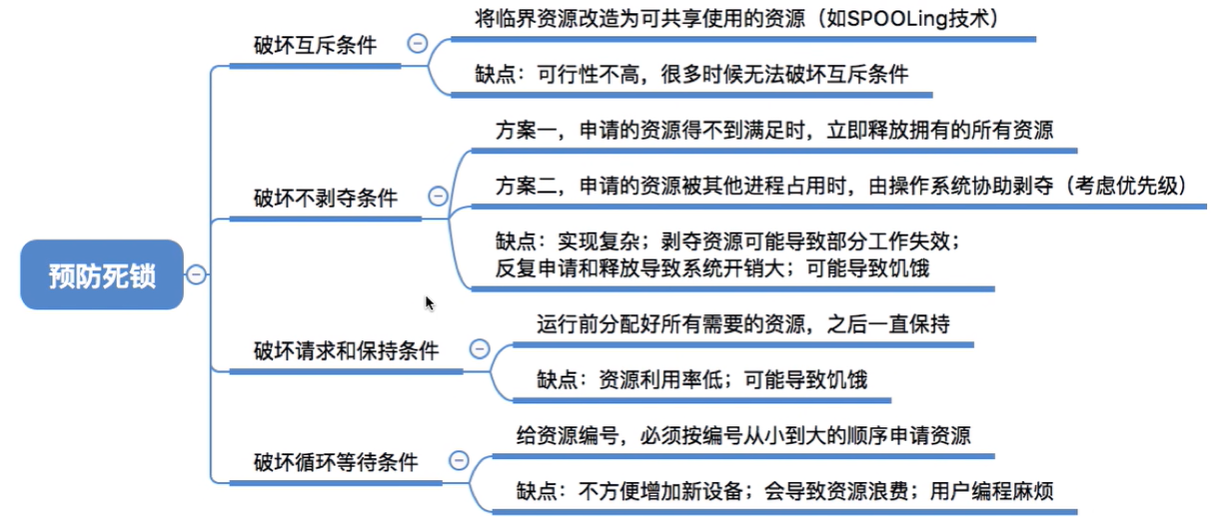 预防死锁
破坏互斥条件
将临界资源改造为可共享使用的资源（如SPOOLing技术）
缺点：可行性不高，很多时候无法破坏互斥条件
破坏不剥夺条件
方案一，申请的资源得不到满足时，立即释放拥有的所有资源
方案二，申请的资源被其他进程占用时，由操作系统协助剥夺（考虑优先级）
缺点：实现复杂；剥夺资源可能导致部分工作失效；
反复申请和释放导致系统开销大；可能导致饥饿
破坏请求和保持条件
运行前分配好所有需要的资源，之后一直保持
缺点：资源利用率低；可能导致饥饿
破坏循环等待条件
给资源编号，必须按编号从小到大的顺序申请资源
缺点：不方便增加新设备；会导致资源浪费；用户编程麻烦